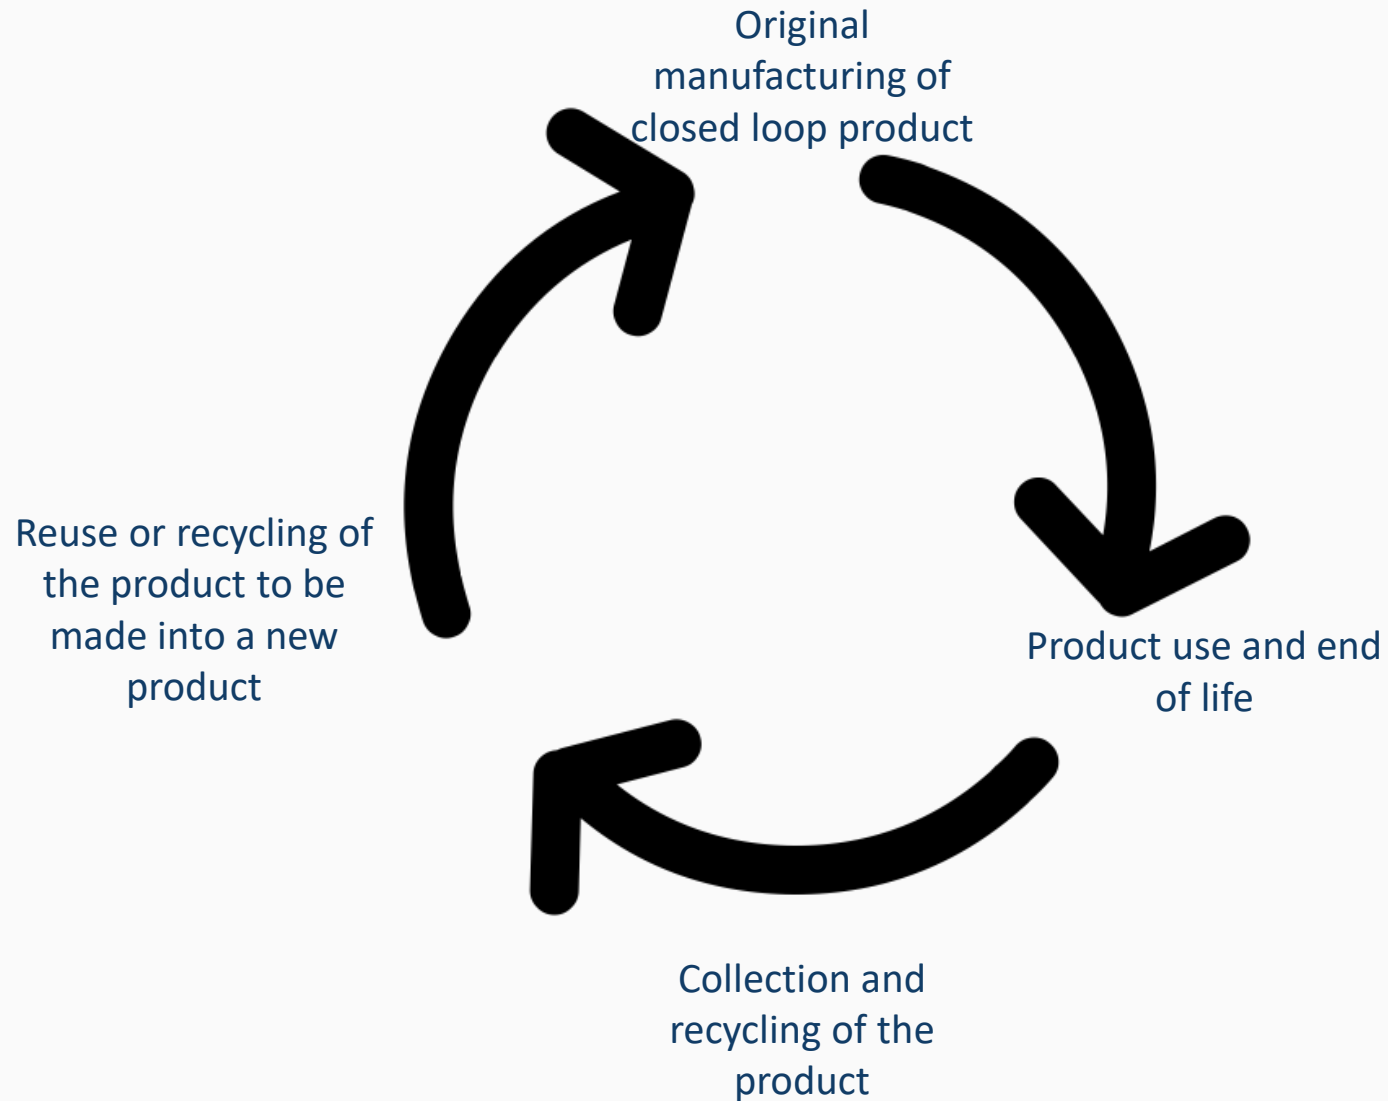 Original
manufacturing of
closed loop product
Product use and end
of life
Collection and
recycling of the
product
Reuse or recycling of
the product to be
made into a new
product